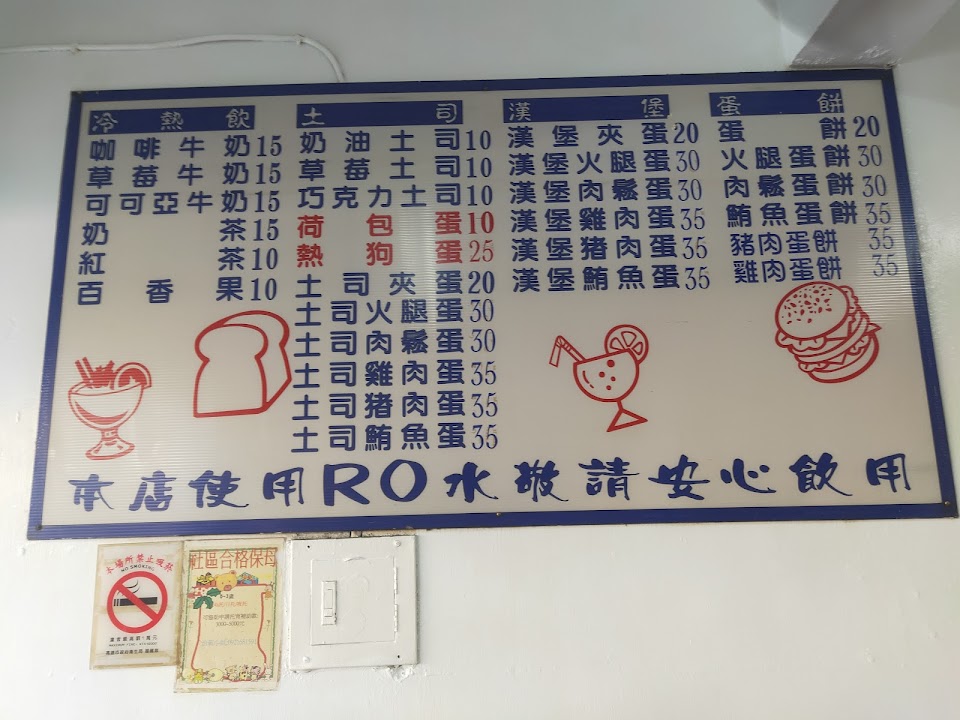 冷熱飲
咖啡牛奶15
草莓牛奶15
可可亞牛奶15
奶茶15
紅茶10
百香果10
土司
奶油土司10
草莓土司10
巧克力土司10
荷包蛋10
熱狗蛋25
土司夾蛋20
土司火腿蛋30
土司肉鬆蛋30
土司雞肉蛋35
土司豬肉蛋35
土司鮪魚蛋35
漢堡
漢堡夾蛋20
漢堡火腿蛋30
漢堡肉鬆蛋30
漢堡雞肉蛋35
漢堡豬肉蛋35
漢堡鮪魚蛋35
蛋餅
蛋餅20
火腿蛋餅30
肉鬆蛋餅30
鮪魚蛋餅35
豬肉蛋餅35
雞肉蛋餅35
本店使用RO水敬請安心飲用
本場所禁止吸菸
NO SMOKING
社區合格保母